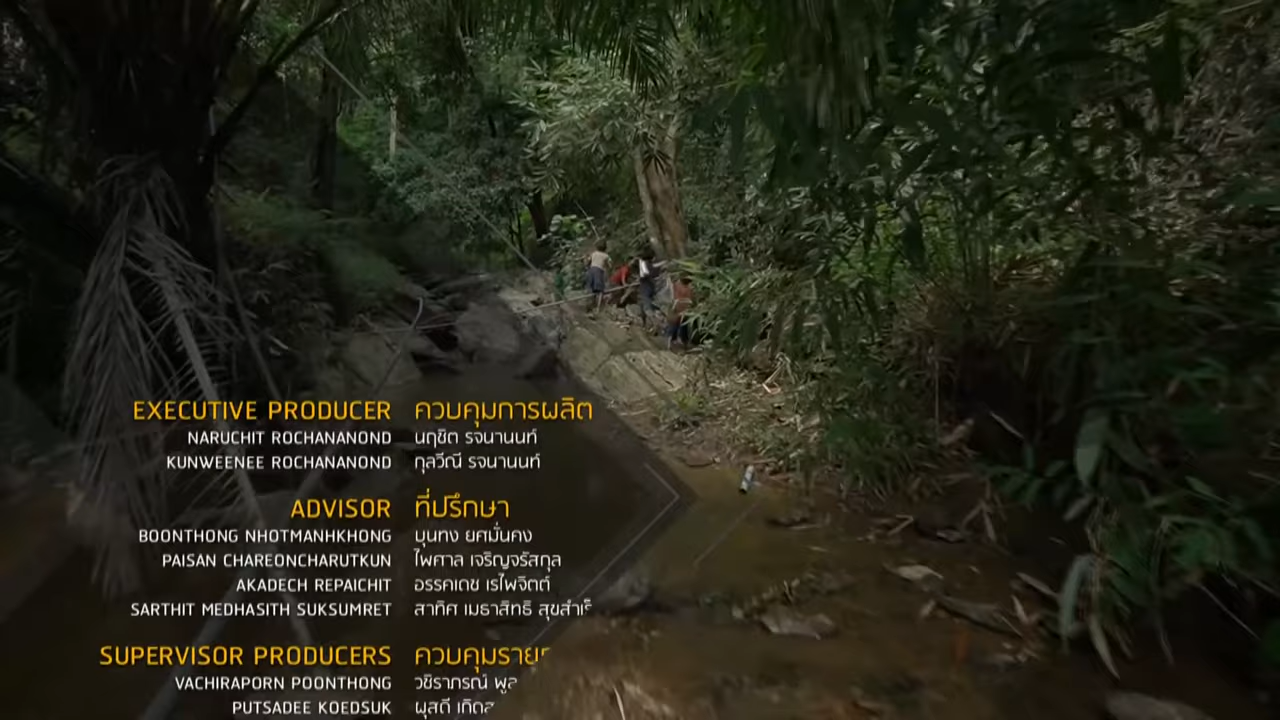 EXECUTIVE PRODUCER ควบคุมการผลิต
NARUCHIT ROCHANANOND นฤชิต รจนานนท์
KUNWEENEE ROCHANANOND กุลวีณี รจนานนท์
ADVISOR ที่ปรึกษา
BOONTHONG NHOTMANHKHONG บุนทง ยศมั่นคง
PAISAN CHAREONCHARUTKUN ไพศาล เจริญจรัสกุล
AKADECH REPAICHIT อรรคเดช เรไพจิตต์
SARTHIT MEDHASITH SUKSUMRET สาทิศ เมธาสิทธิ
SUPERVISOR PRODUCERS
VACHIRAPORN POONTHONG วชิราภรณ์
PUTSADEE KOEDSUK ผุสดี